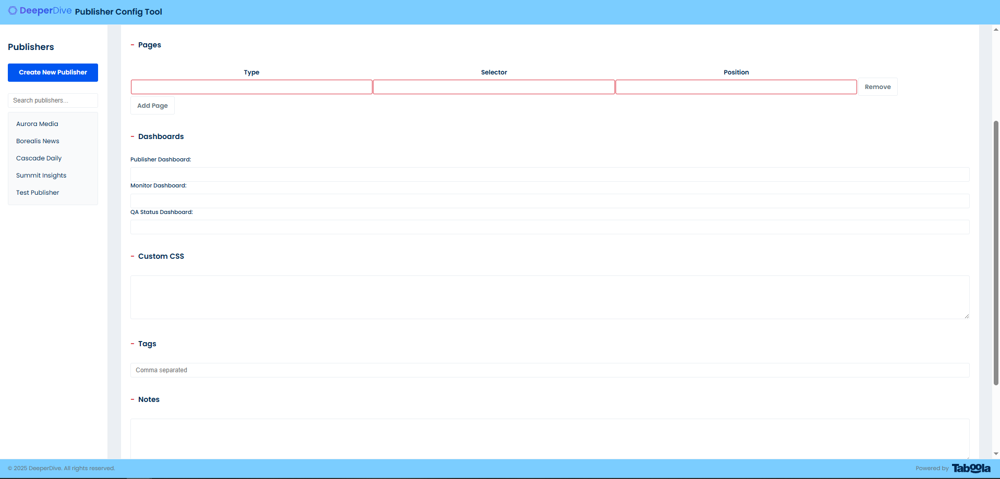 DeeperDive Publisher Config Tool
Publishers
Create New Publisher
Search publishers...
Aurora Media
Borealis News
Cascade Daily
Summit Insights
Test Publisher
- Pages
Type Selector Position
Remove
Add Page
- Dashboards
Publisher Dashboard:
Monitor Dashboard:
QA Status Dashboard:
- Custom CSS
- Tags
Comma separated
- Notes
© 2025 DeeperDive. All rights reserved.
Powered by Taboola